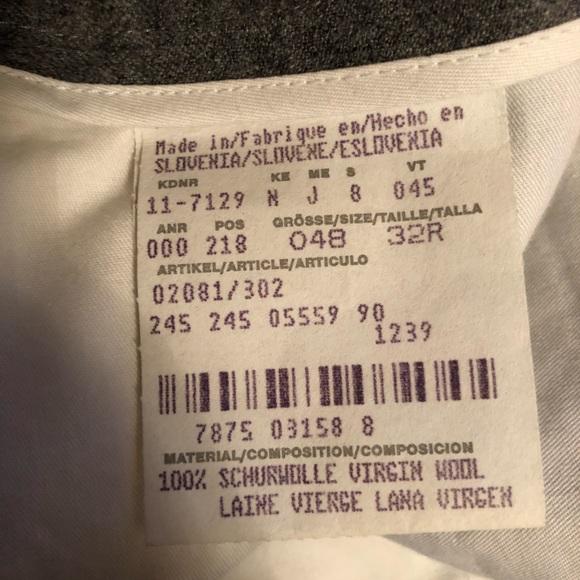 Made in/Fabrique en/Hecho en
SLOVENIA/SLOVENE/ESLOVENIA
KDNR KE ME S VT
11-7129 N J 8 045
ANR POS GRÖSSE/SIZE/TAILLE/TALLA
000 218 048 32R
ARTIKEL/ARTICLE/ARTICULO
02081/302
245 245 05559 90
1239
7875 03158 8
MATERIAL/COMPOSITION/COMPOSICION
100% SCHURWOLLE VIRGIN WOOL
LAINE VIERGE LANA VIRGEN